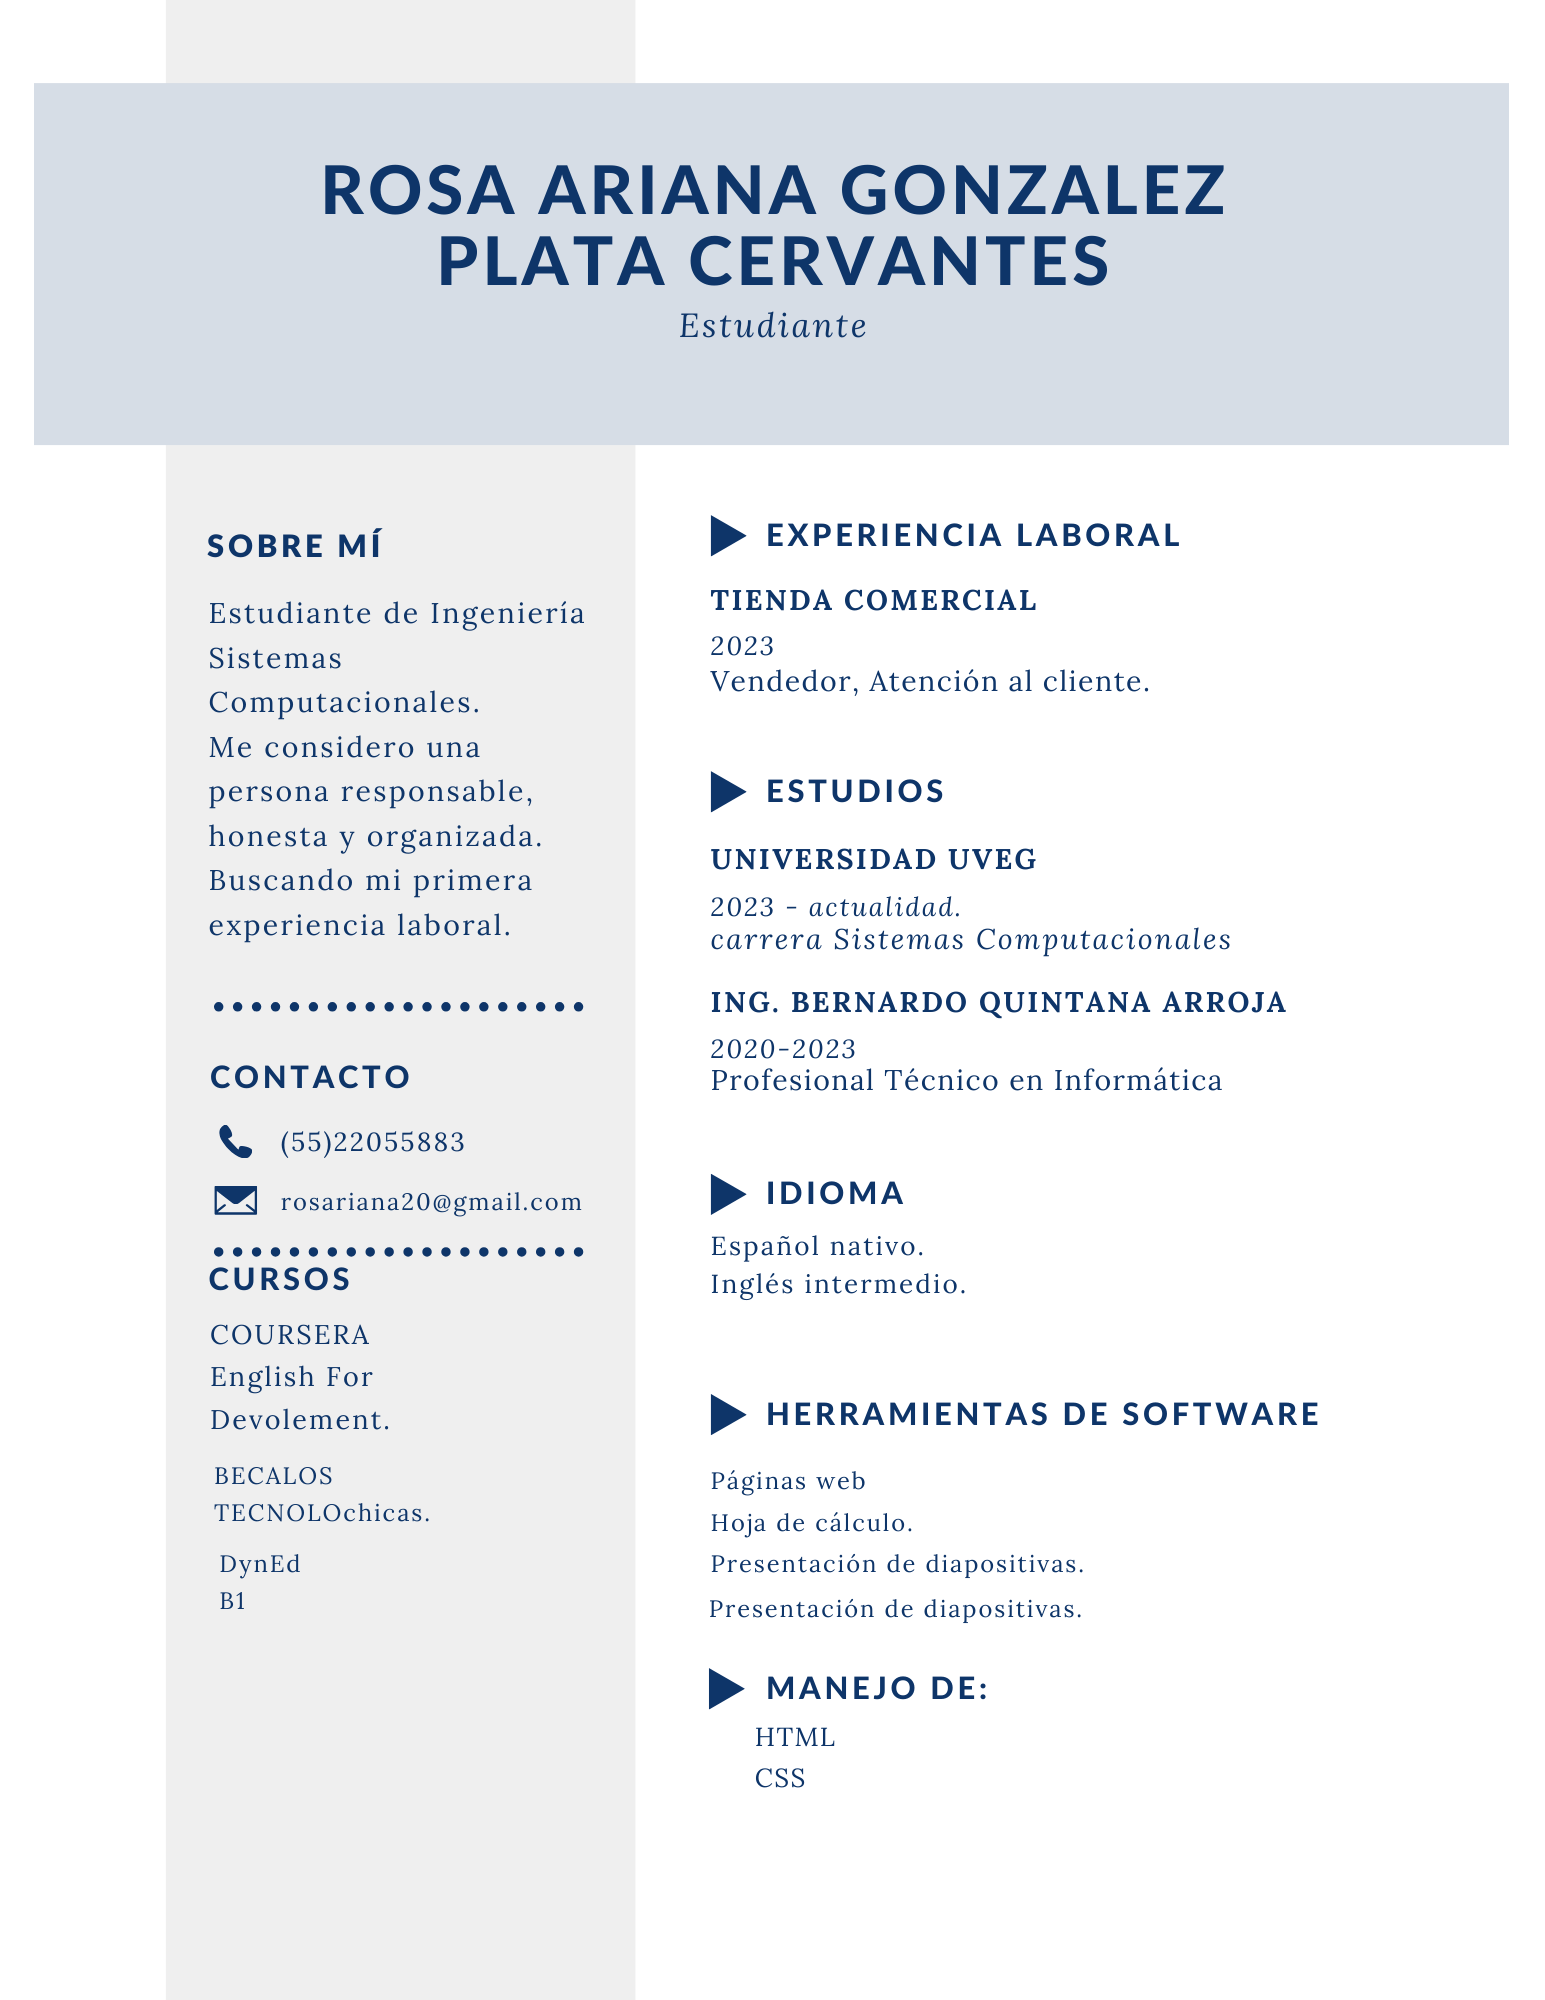 ROSA ARIANA GONZALEZ
PLATA CERVANTES
Estudiante
SOBRE MÍ
Estudiante de Ingeniería
Sistemas
Computacionales.
Me considero una
persona responsable,
honesta y organizada.
Buscando mi primera
experiencia laboral.
CONTACTO
(55)22055883
rosariana20@gmail.com
CURSOS
COURSERA
English For
Devolement.
BECALOS
TECNOLOchicas.
DynEd
B1
EXPERIENCIA LABORAL
TIENDA COMERCIAL
2023
Vendedor, Atención al cliente.
ESTUDIOS
UNIVERSIDAD UVEG
2023 - actualidad.
carrera Sistemas Computacionales
ING. BERNARDO QUINTANA ARROJA
2020-2023
Profesional Técnico en Informática
IDIOMA
Español nativo.
Inglés intermedio.
HERRAMIENTAS DE SOFTWARE
Páginas web
Hoja de cálculo.
Presentación de diapositivas.
Presentación de diapositivas.
MANEJO DE:
HTML
CSS